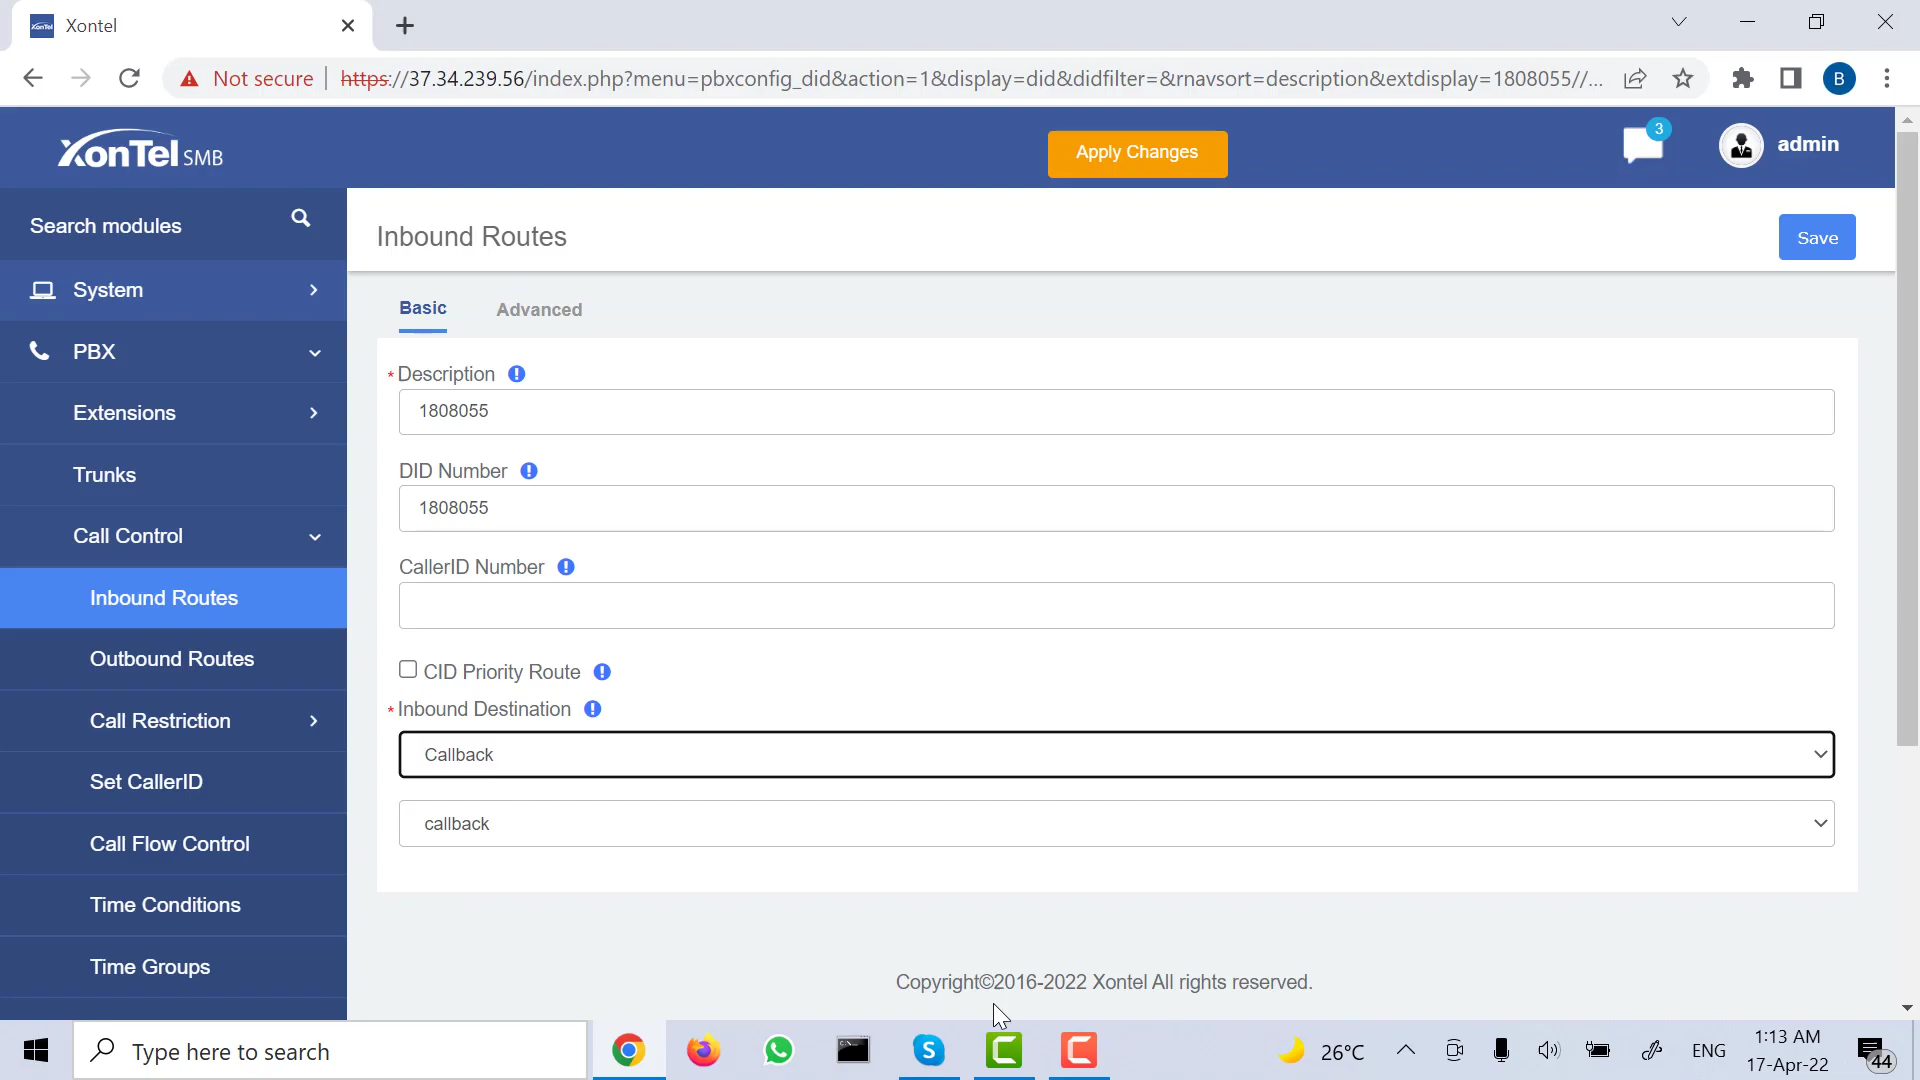 Xontel
Not secure
https://37.34.239.56/index.php?menu=pbxconfig_did&action=1&display=did&didfilter=&rnavsort=description&extdisplay=1808055//...
B
XonTel SMB
Apply Changes
3
admin
Search modules
System
PBX
Extensions
Trunks
Call Control
Inbound Routes
Outbound Routes
Call Restriction
Set CallerID
Call Flow Control
Time Conditions
Time Groups
Inbound Routes
Save
Basic
Advanced
*Description
1808055
DID Number
1808055
CallerID Number
CID Priority Route
*Inbound Destination
Callback
callback
Copyright©2016-2022 Xontel All rights reserved.
Type here to search
26°C
ENG
1:13 AM
17-Apr-22
44